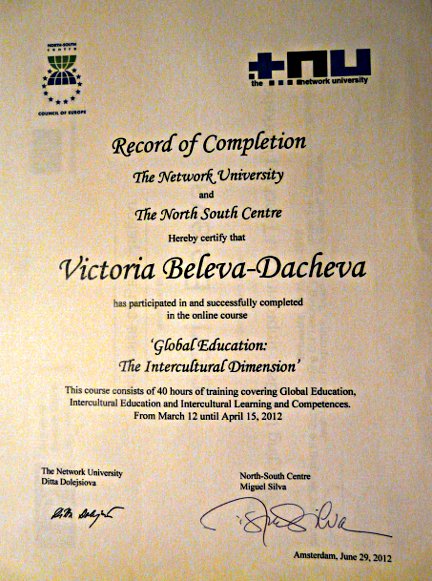 NORTH-SOUTH
CENTRE
COUNCIL OF EUROPE
tnu
the network university
Record of Completion
The Network University
and
The North South Centre
Hereby certify that
Victoria Beleva-Dacheva
has participated in and successfully completed
in the online course
'Global Education:
The Intercultural Dimension'
This course consists of 40 hours of training covering Global Education,
Intercultural Education and Intercultural Learning and Competences.
From March 12 until April 15, 2012
The Network University
Ditta Dolejsiova
North-South Centre
Miguel Silva
Amsterdam, June 29, 2012